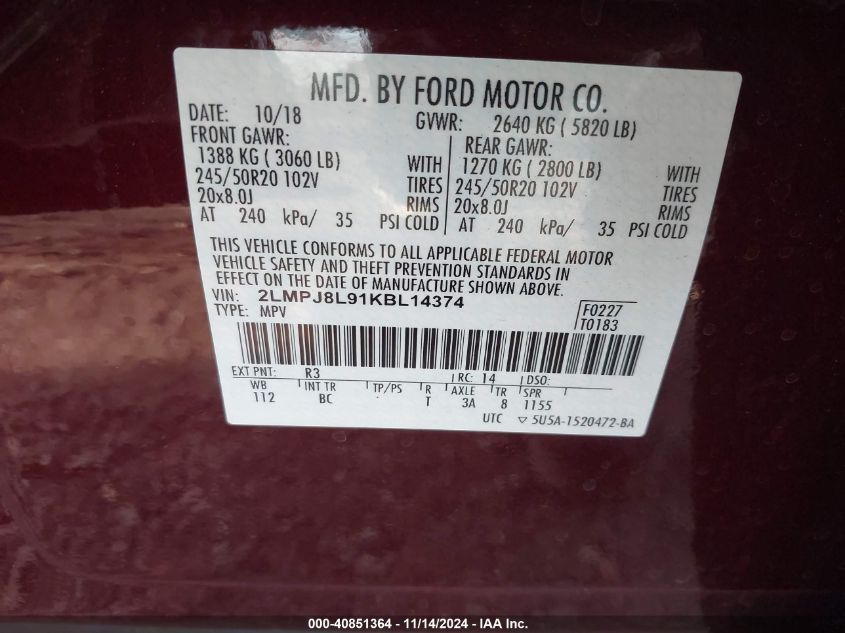 MFD. BY FORD MOTOR CO.
DATE: 10/18 GVWR: 2640 KG ( 5820 LB)
FRONT GAWR: REAR GAWR:
1388 KG ( 3060 LB) WITH 1270 KG ( 2800 LB) WITH
245/50R20 102V TIRES 245/50R20 102V TIRES
20x8.0J RIMS 20x8.0J RIMS
AT 240 kPa/ 35 PSI COLD AT 240 kPa/ 35 PSI COLD
THIS VEHICLE CONFORMS TO ALL APPLICABLE FEDERAL MOTOR
VEHICLE SAFETY AND THEFT PREVENTION STANDARDS IN
EFFECT ON THE DATE OF MANUFACTURE SHOWN ABOVE.
VIN: 2LMPJ8L91KBL14374 F0227
TYPE: MPV T0183
EXT PNT: R3 RC: 14 DSO:
WB INT TR TP/PS R AXLE TR SPR
112 BC T 3A 8 1155
UTC ▽ 5U5A-1520472-BA
000-40851364 - 11/14/2024 - IAA Inc.